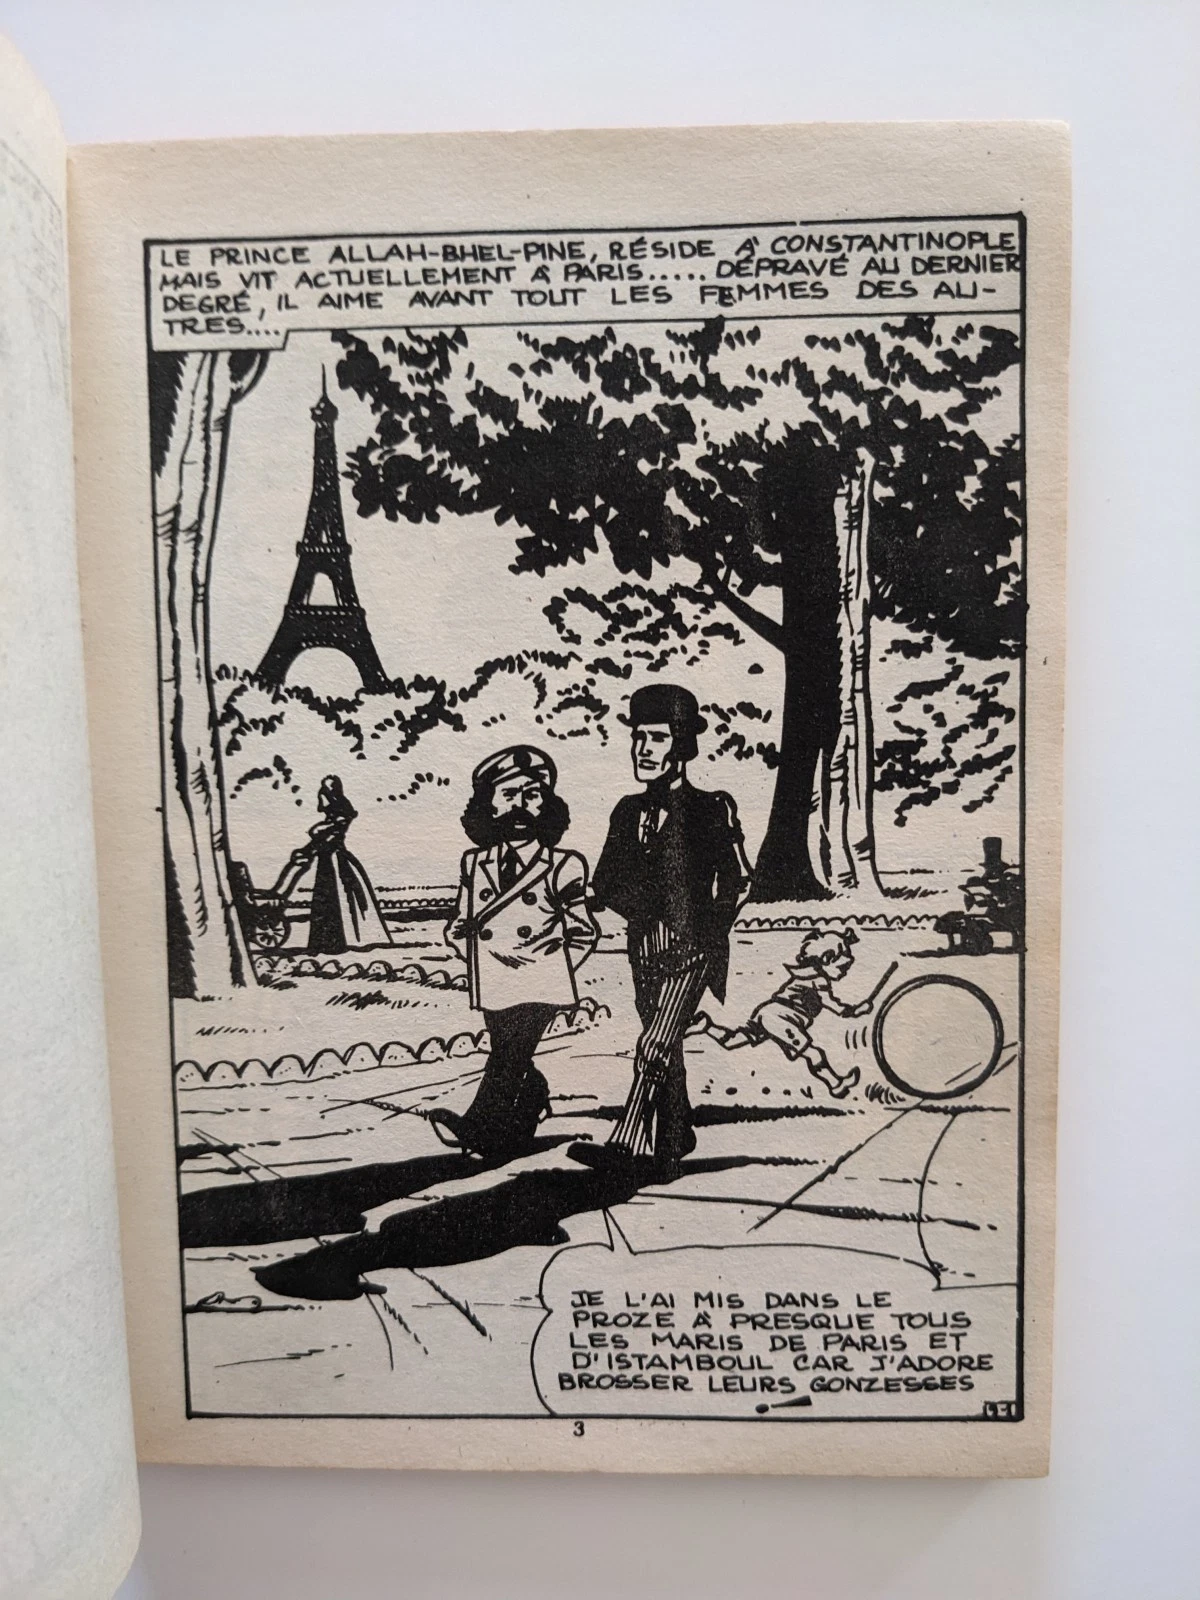 LE PRINCE ALLAH-BHEL-PINE, RÉSIDE À CONSTANTINOPLE
MAIS VIT ACTUELLEMENT À PARIS..... DÉPRAVÉ AU DERNIER
DEGRÉ, IL AIME AVANT TOUT LES FEMMES DES AU-
TRES....
JE L'AI MIS DANS LE
PROZE À PRESQUE TOUS
LES MARIS DE PARIS ET
D'ISTAMBOUL CAR J'ADORE
BROSSER LEURS GONZESSES
!
3